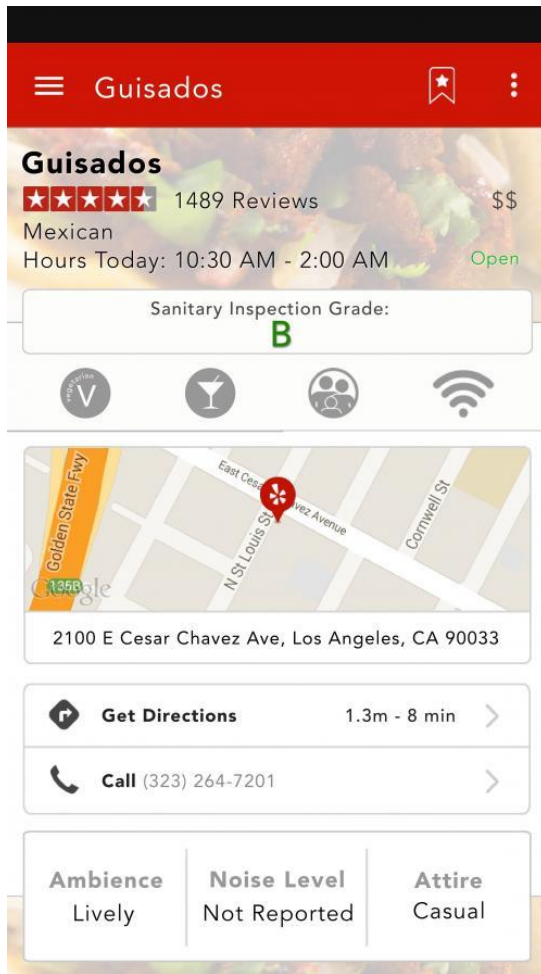 Guisados
Guisados
1489 Reviews
$$
Mexican
Hours Today: 10:30 AM - 2:00 AM
Open
Sanitary Inspection Grade:
B
vegetarian
V
Golden State Fwy
East Cesar Chavez Avenue
N St Louis St
Cornwell St
135B
Google
2100 E Cesar Chavez Ave, Los Angeles, CA 90033
Get Directions 1.3m - 8 min
Call (323) 264-7201
Ambience Noise Level Attire
Lively Not Reported Casual